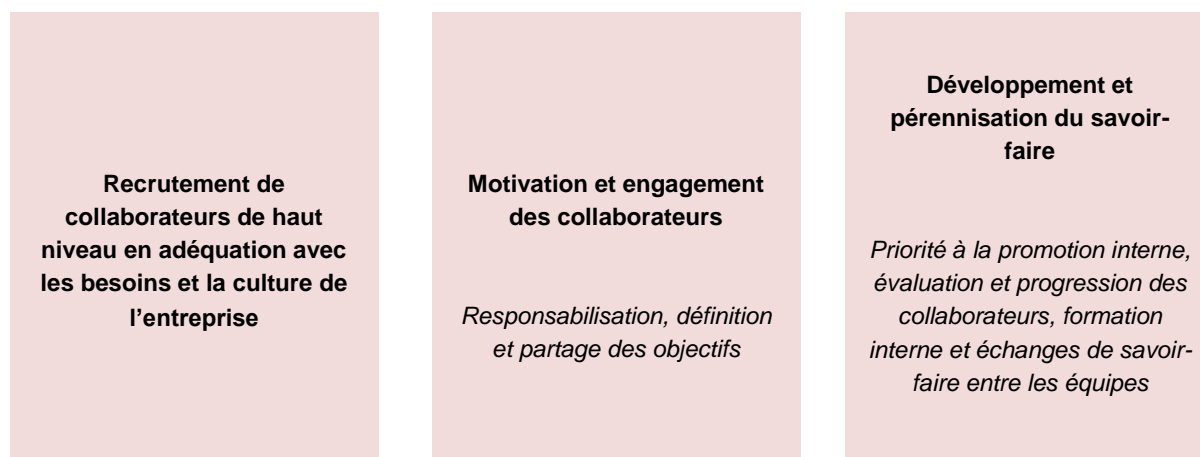 Recrutement de
collaborateurs de haut
niveau en adéquation avec
les besoins et la culture de
l’entreprise
Motivation et engagement
des collaborateurs
Responsabilisation, définition
et partage des objectifs
Développement et
pérennisation du savoir-
faire
Priorité à la promotion interne,
évaluation et progression des
collaborateurs, formation
interne et échanges de savoir-
faire entre les équipes